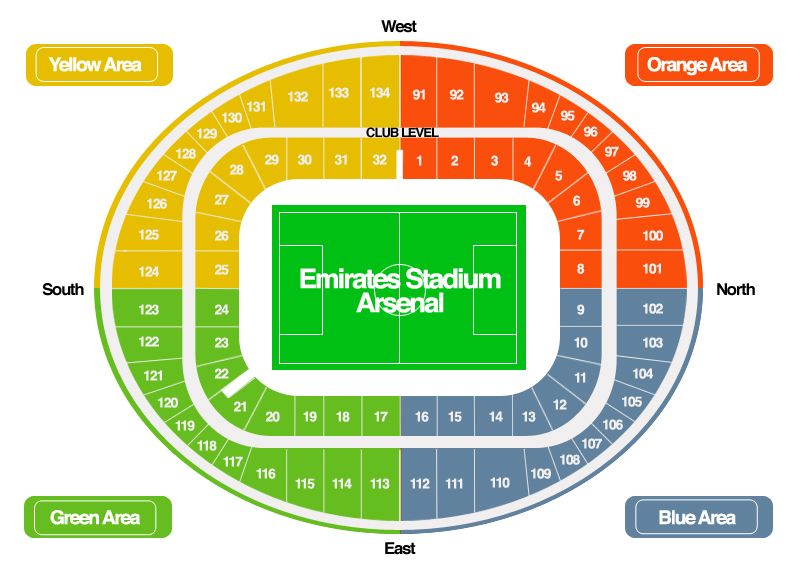 West
Yellow Area
Orange Area
131 132 133 134 91 92 93 94
130 95
129 96
128 97
127 98
126 99
125 100
124 101
CLUB LEVEL
29 30 31 32 1 2 3 4
28 5
27 6
26 7
25 8
Emirates Stadium
Arsenal
South
North
24 9
23 10
22 11
21 12
20 19 18 17 16 15 14 13
123 102
122 103
121 104
120 105
119 106
118 107
117 108
116 115 114 113 112 111 110 109
Green Area
Blue Area
East